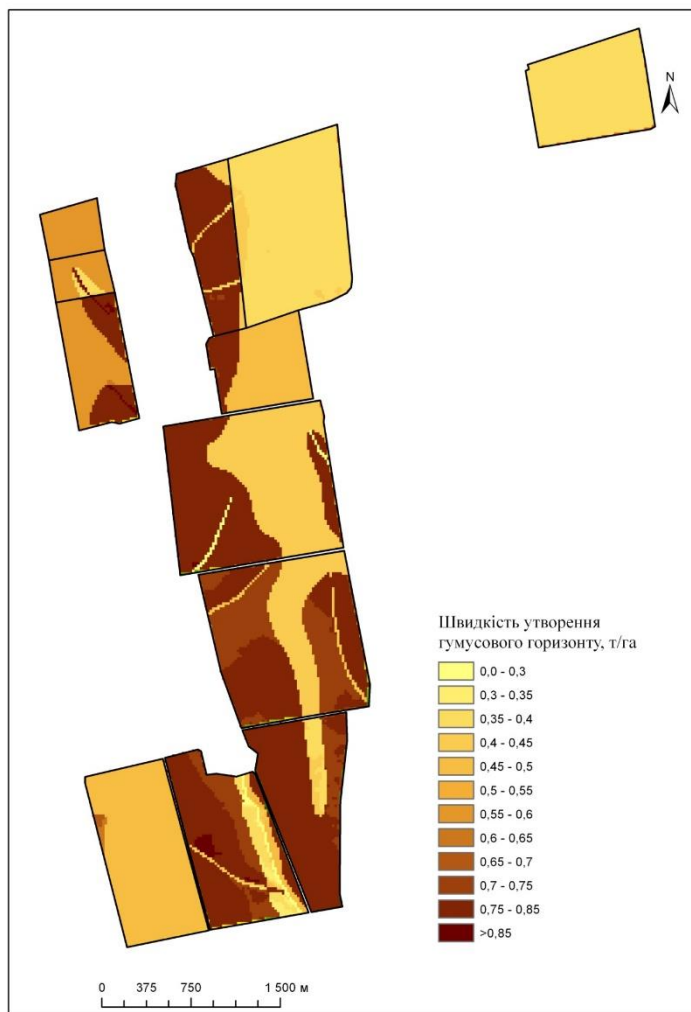 N
Швидкість утворення
гумусового горизонту, т/га
0,0 - 0,3
0,3 - 0,35
0,35 - 0,4
0,4 - 0,45
0,45 - 0,5
0,5 - 0,55
0,55 - 0,6
0,6 - 0,65
0,65 - 0,7
0,7 - 0,75
0,75 - 0,85
>0,85
0 375 750 1 500 м